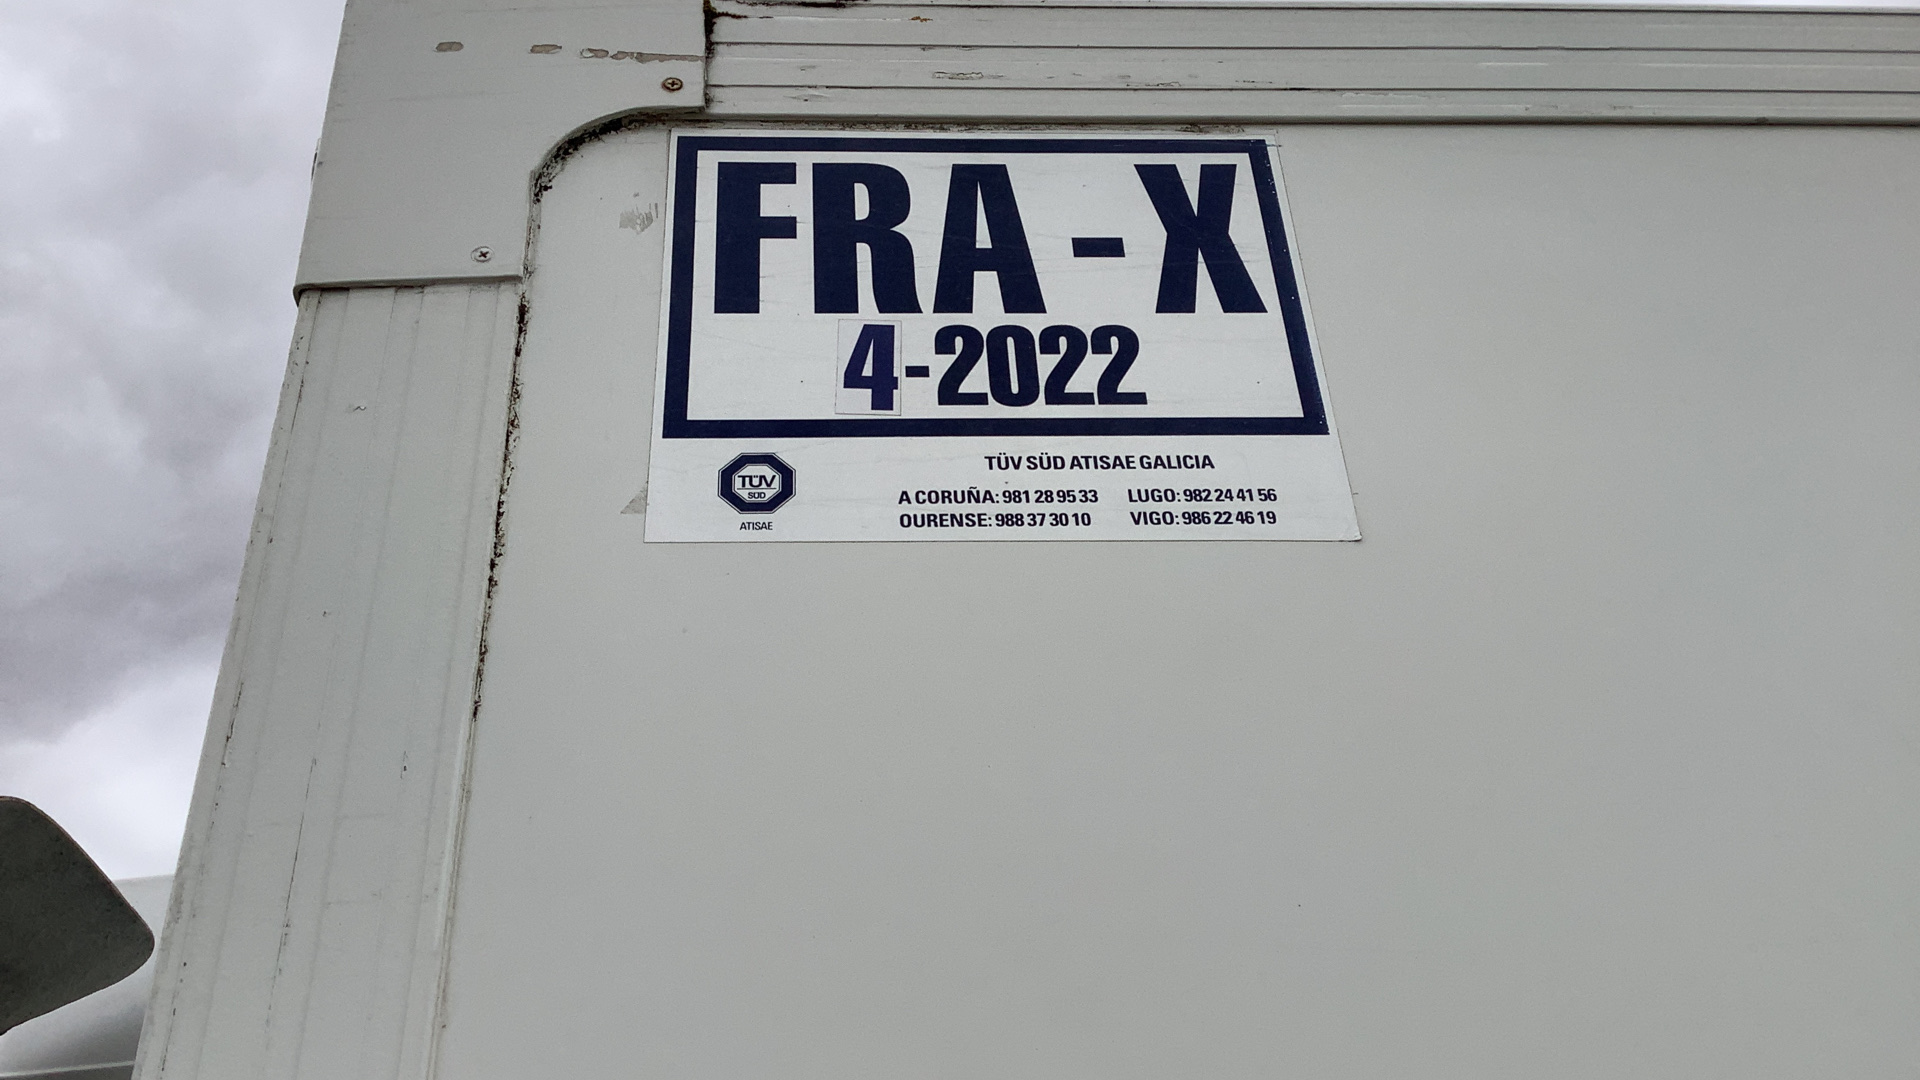 FRA - X
4-2022
TÜV
SÜD
ATISAE
TÜV SÜD ATISAE GALICIA
A CORUÑA: 981 28 95 33 LUGO: 982 24 41 56
OURENSE: 988 37 30 10 VIGO: 986 22 46 19